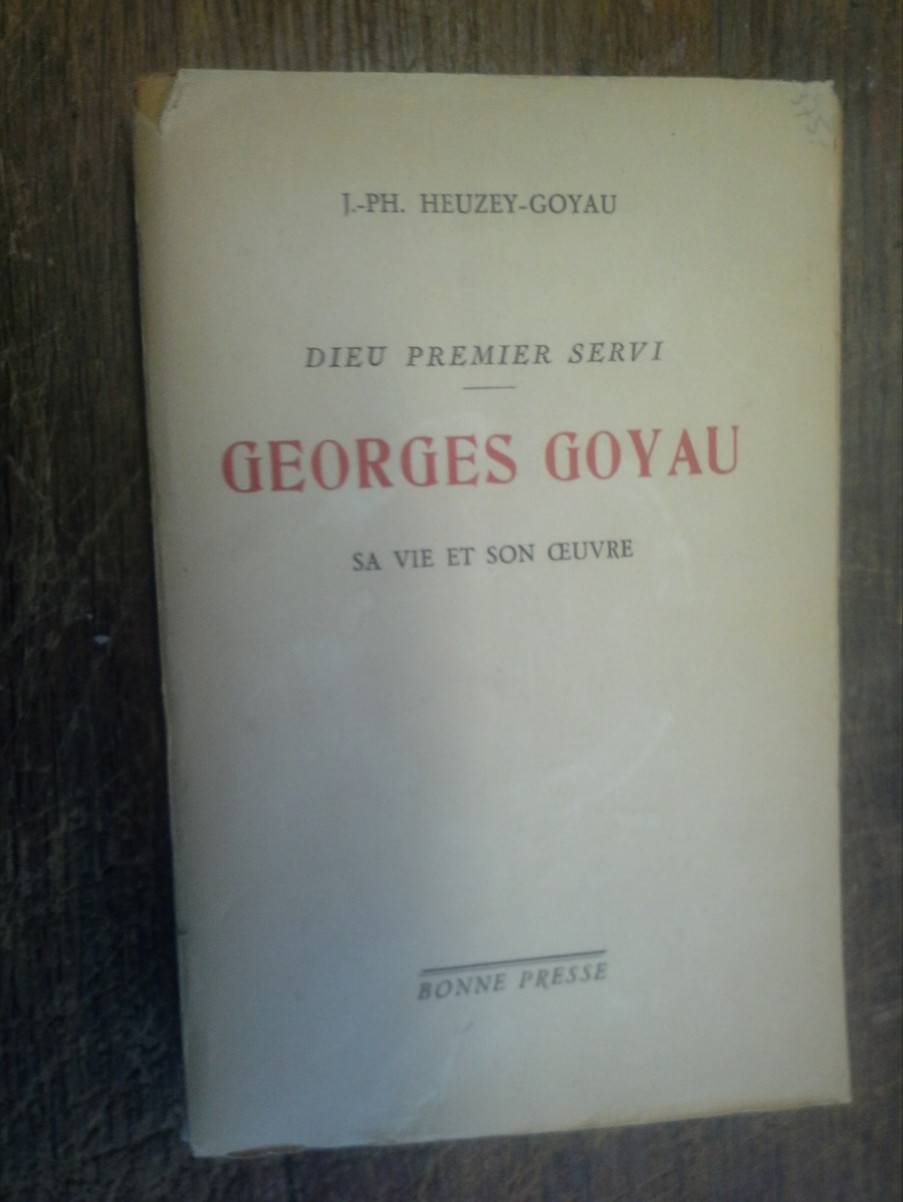 J.-PH. HEUZEY-GOYAU
DIEU PREMIER SERVI
GEORGES GOYAU
SA VIE ET SON ŒUVRE
BONNE PRESSE